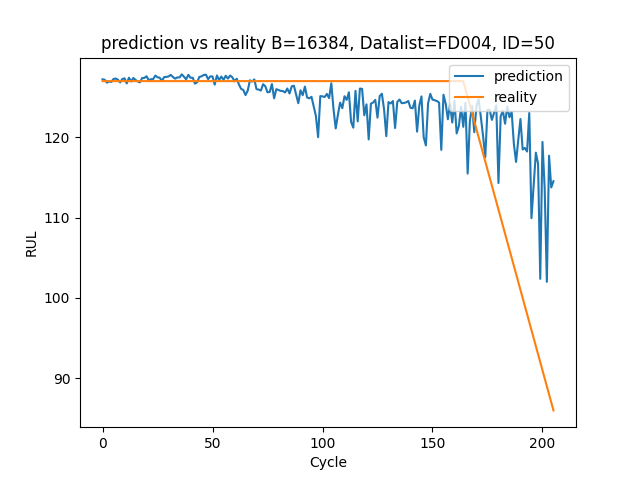 prediction vs reality B=16384, Datalist=FD004, ID=50
prediction
reality
120
110
100
90
RUL
0 50 100 150 200
Cycle